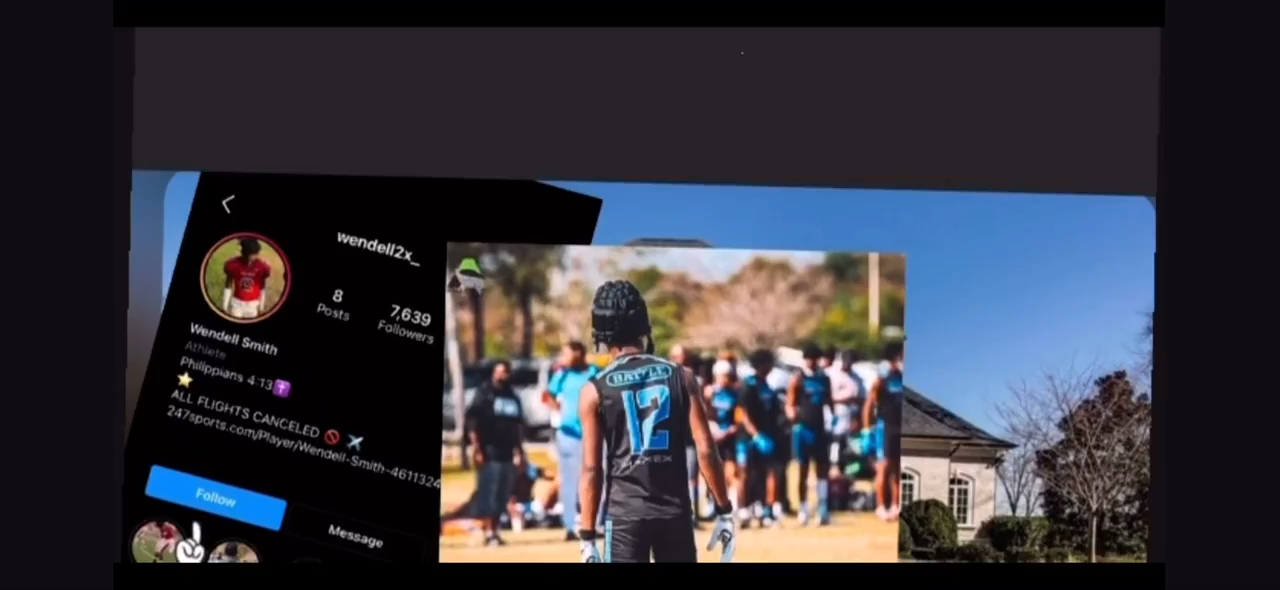 wendell2x_
8
Posts
7,639
Followers
Wendell Smith
Athlete
Philippians 4:13✝️
⭐
ALL FLIGHTS CANCELED 🚫 ✈️
247sports.com/Player/Wendell-Smith-4611324
Follow
Message
BATTLE
12